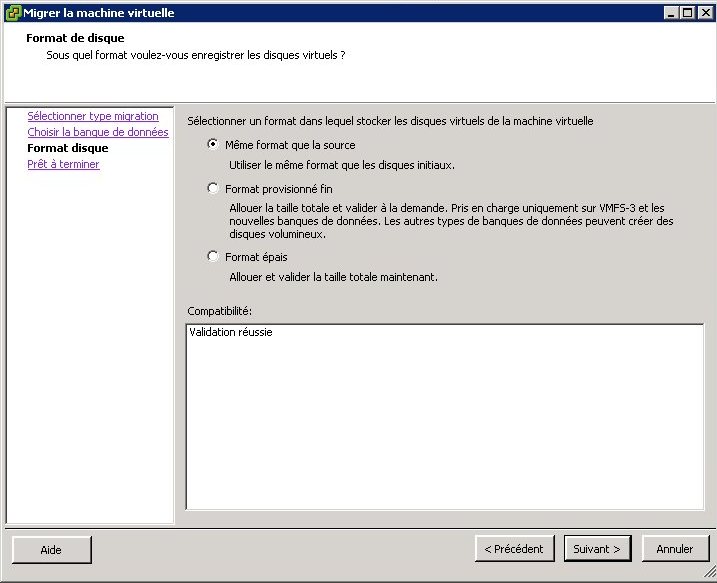 Migrer la machine virtuelle
Format de disque
Sous quel format voulez-vous enregistrer les disques virtuels ?
Sélectionner type migration
Choisir la banque de données
Format disque
Prêt à terminer
Sélectionner un format dans lequel stocker les disques virtuels de la machine virtuelle
Même format que la source
Utiliser le même format que les disques initiaux.
Format provisionné fin
Allouer la taille totale et valider à la demande. Pris en charge uniquement sur VMFS-3 et les
nouvelles banques de données. Les autres types de banques de données peuvent créer des
disques volumineux.
Format épais
Allouer et valider la taille totale maintenant.
Compatibilité:
Validation réussie
Aide
< Précédent
Suivant >
Annuler